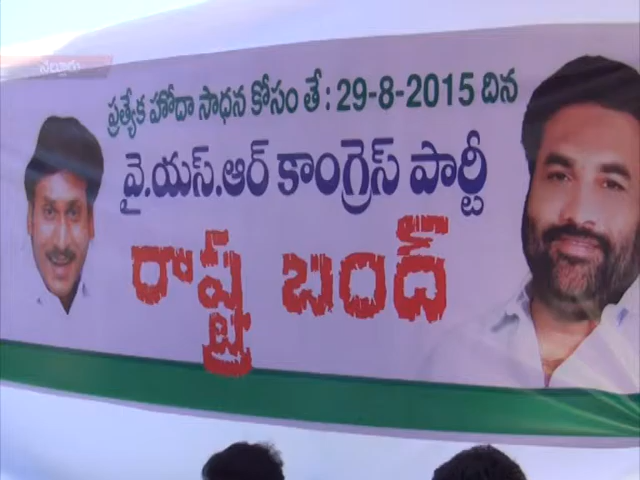 నెల్లూరు
ప్రత్యేక హోదా సాధన కోసం తే : 29-8-2015 దిన
వై.యస్.ఆర్ కాంగ్రెస్ పార్టీ
రాష్ట్ర బంద్